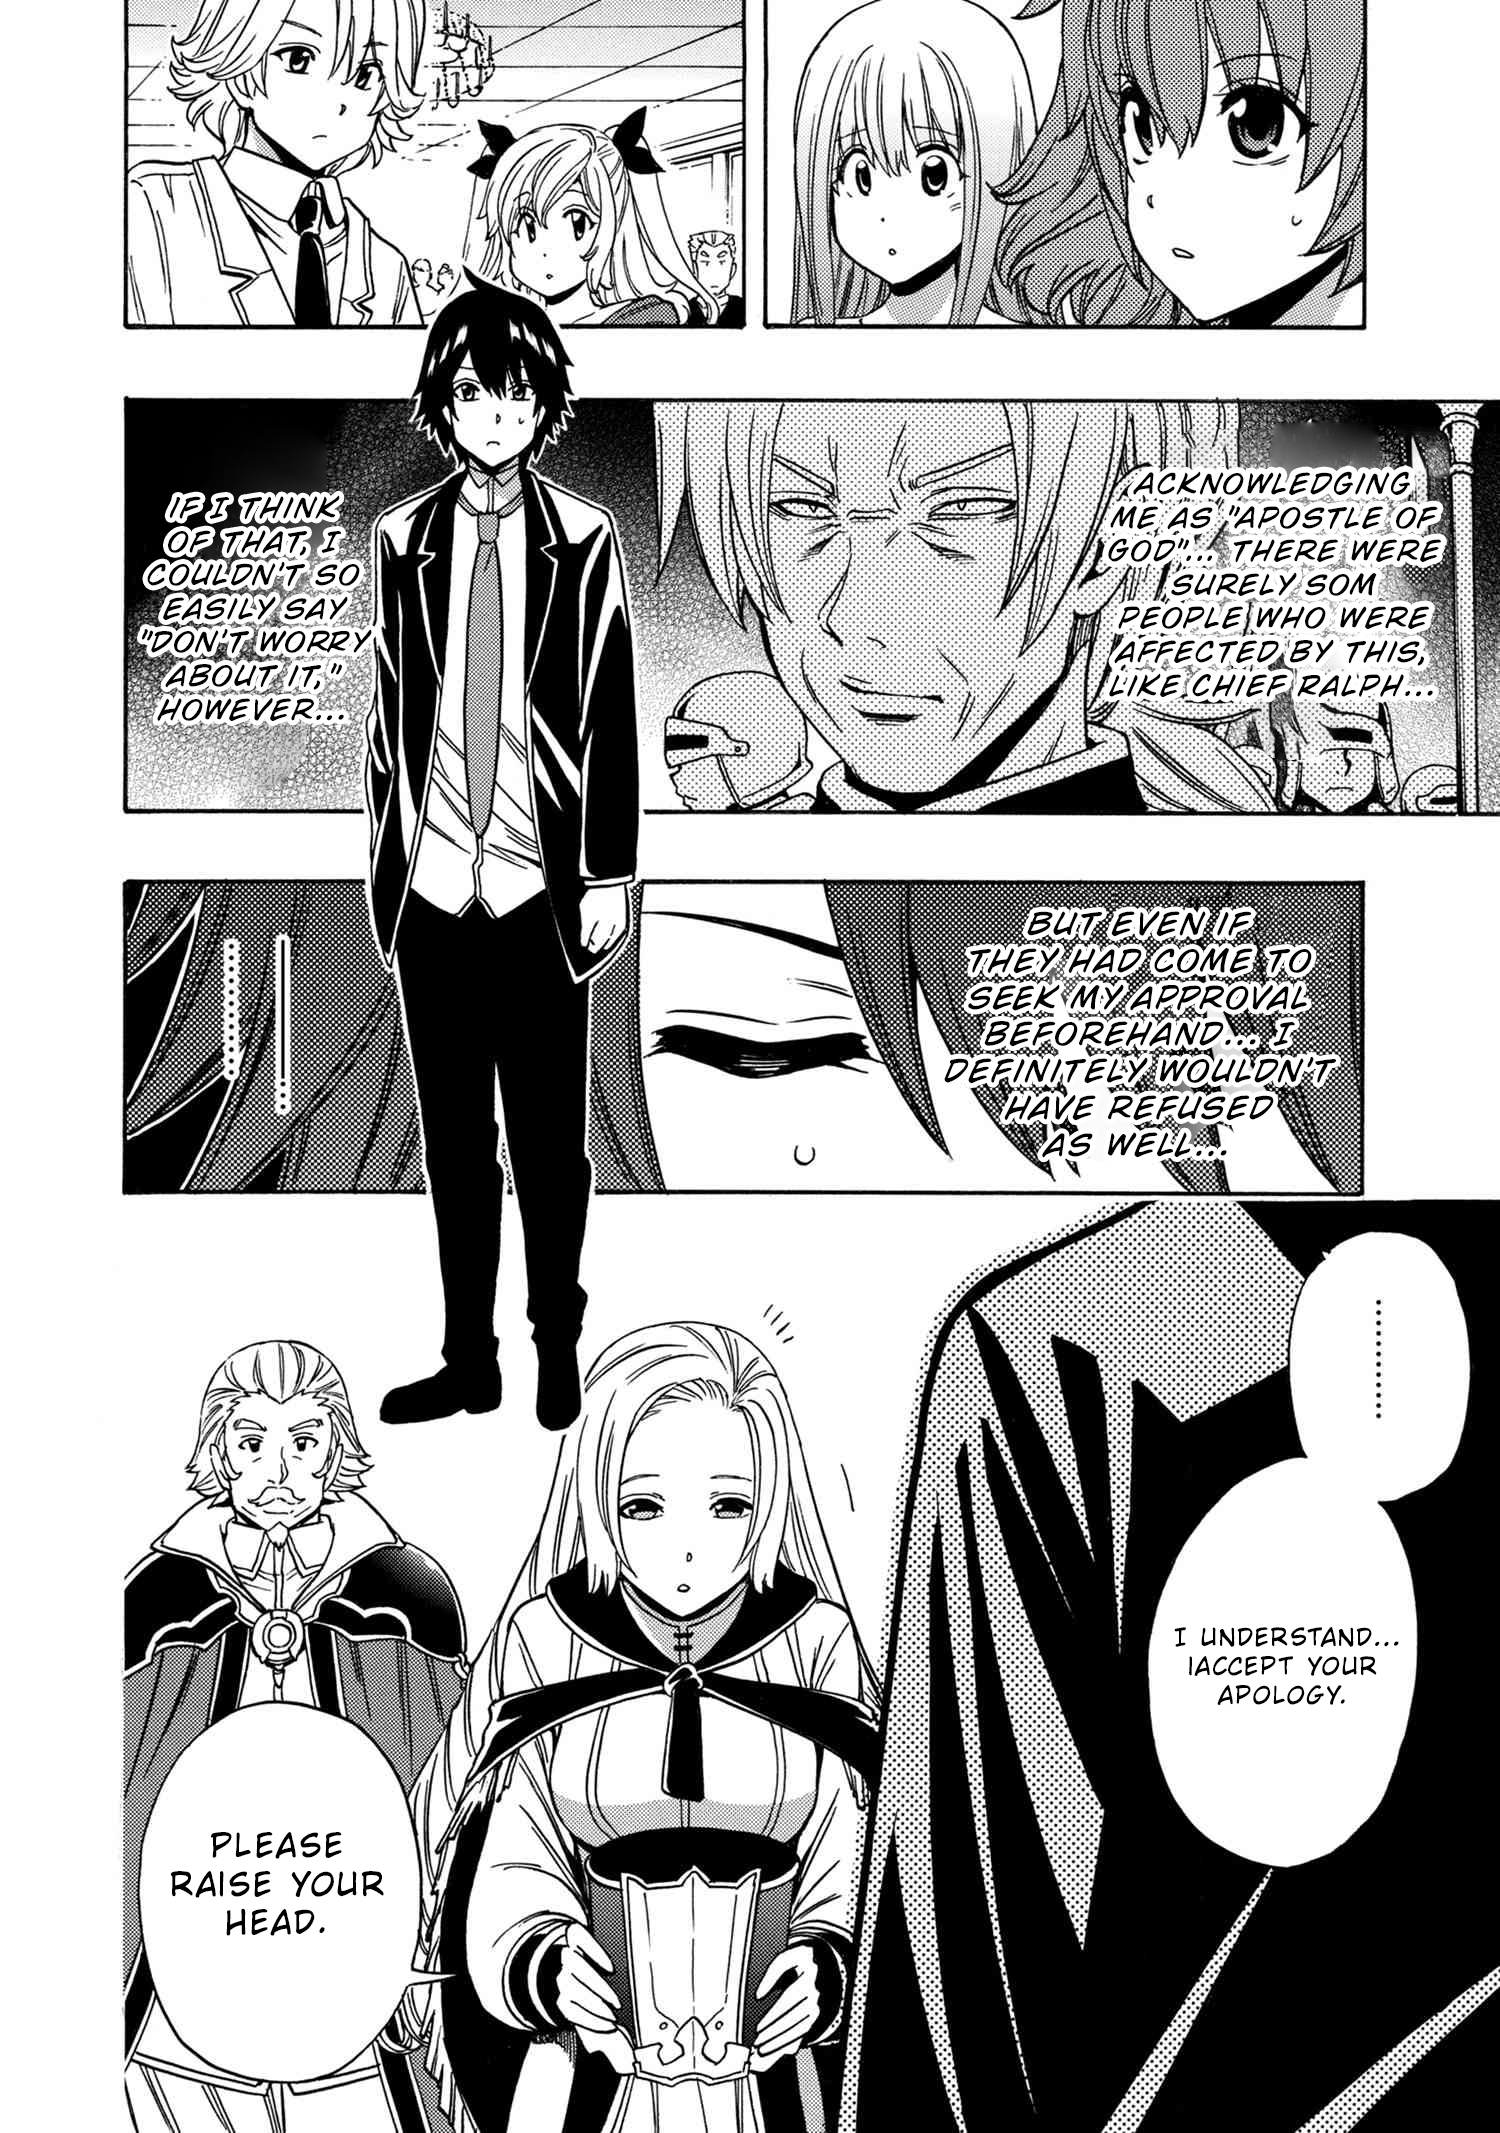 ACKNOWLEDGING
ME AS "APOSTLE OF
GOD"... THERE WERE
SURELY SOM
PEOPLE WHO WERE
AFFECTED BY THIS,
LIKE CHIEF RALPH...
IF I THINK
OF THAT, I
COULDN'T SO
EASILY SAY
"DON'T WORRY
ABOUT IT,"
HOWEVER...
BUT EVEN IF
THEY HAD COME TO
SEEK MY APPROVAL
BEFOREHAND... I
DEFINITELY WOULDN'T
HAVE REFUSED
AS WELL...
I UNDERSTAND...
IACCEPT YOUR
APOLOGY.
PLEASE
RAISE YOUR
HEAD.